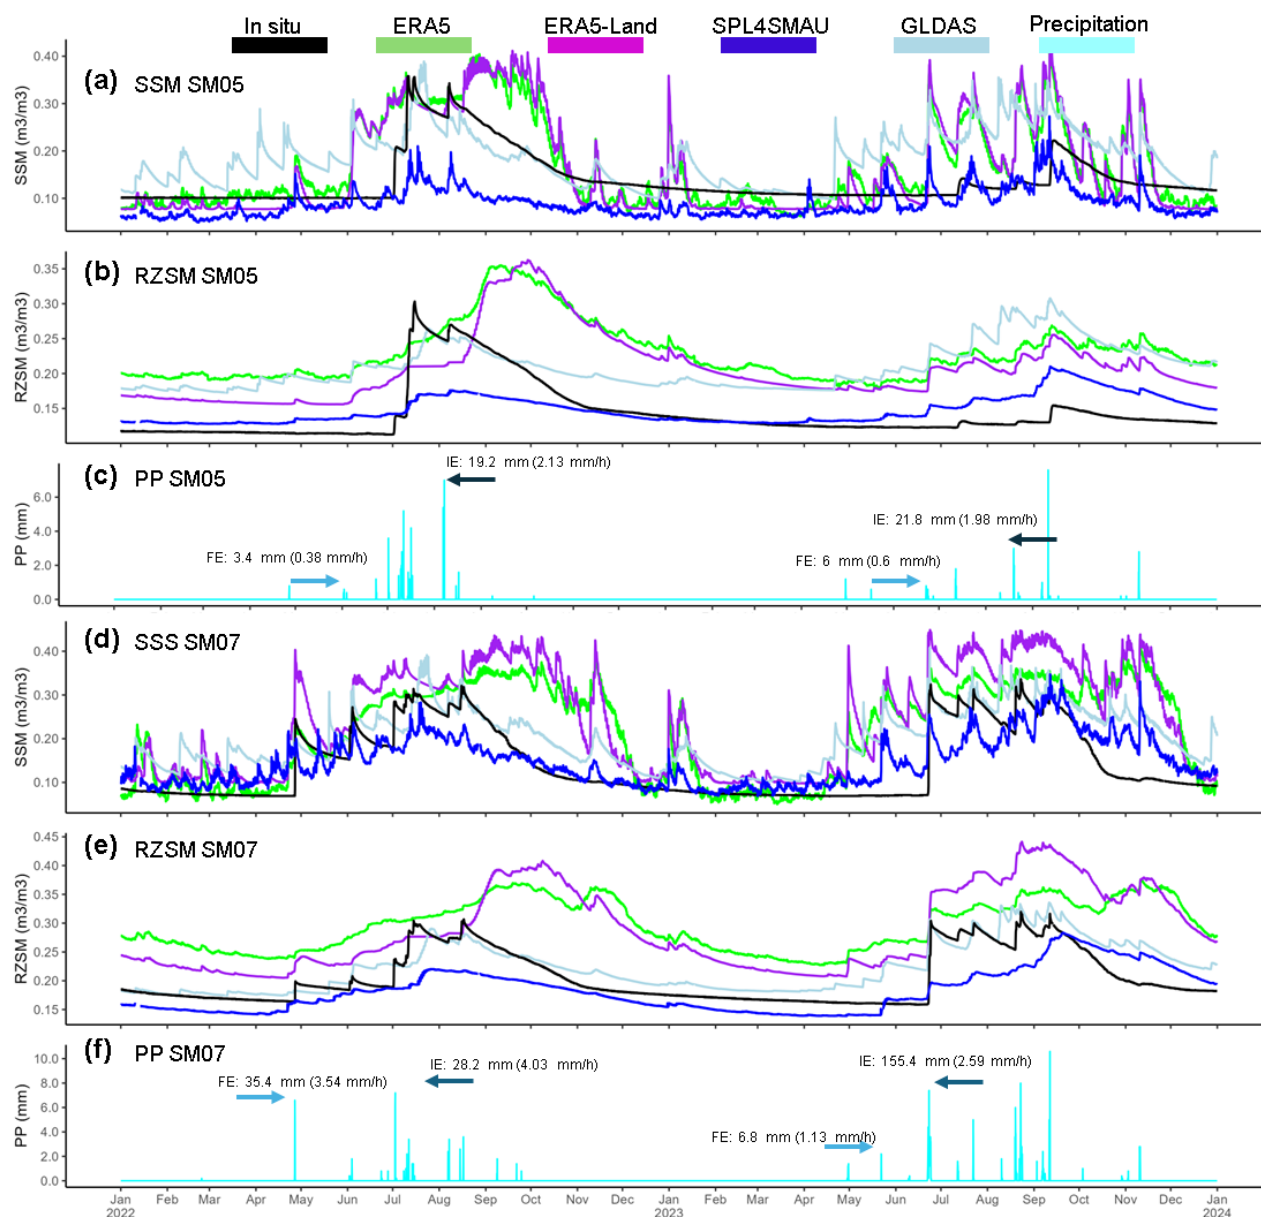 In situ ERA5 ERA5-Land SPL4SMAU GLDAS Precipitation
(a) SSM SM05
SSM (m3/m3)
0.40
0.30
0.20
0.10
(b) RZSM SM05
RZSM (m3/m3)
0.35
0.30
0.25
0.20
0.15
(c) PP SM05
PP (mm)
6.0
4.0
2.0
0.0
IE: 19.2 mm (2.13 mm/h)
FE: 3.4 mm (0.38 mm/h)
IE: 21.8 mm (1.98 mm/h)
FE: 6 mm (0.6 mm/h)
(d) SSS SM07
SSM (m3/m3)
0.40
0.30
0.20
0.10
(e) RZSM SM07
RZSM (m3/m3)
0.45
0.40
0.35
0.30
0.25
0.20
0.15
(f) PP SM07
PP (mm)
10.0
8.0
6.0
4.0
2.0
0.0
FE: 35.4 mm (3.54 mm/h)
IE: 28.2 mm (4.03 mm/h)
IE: 155.4 mm (2.59 mm/h)
FE: 6.8 mm (1.13 mm/h)
Jan Feb Mar Apr May Jun Jul Aug Sep Oct Nov Dec Jan Feb Mar Apr May Jun Jul Aug Sep Oct Nov Dec Jan
2022 2023 2024